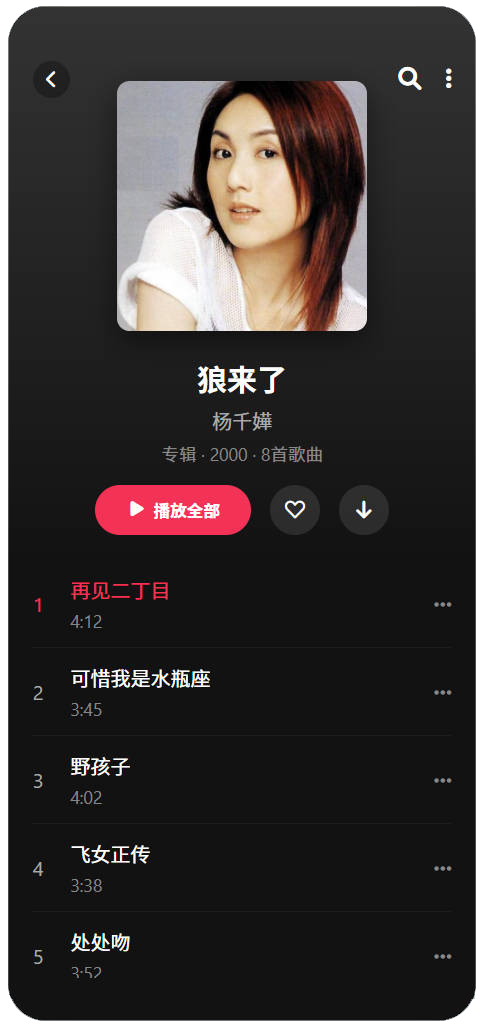 狼来了
杨千嬅
专辑 · 2000 · 8首歌曲
播放全部
1 再见二丁目
4:12
2 可惜我是水瓶座
3:45
3 野孩子
4:02
4 飞女正传
3:38
5 处处吻
3:52